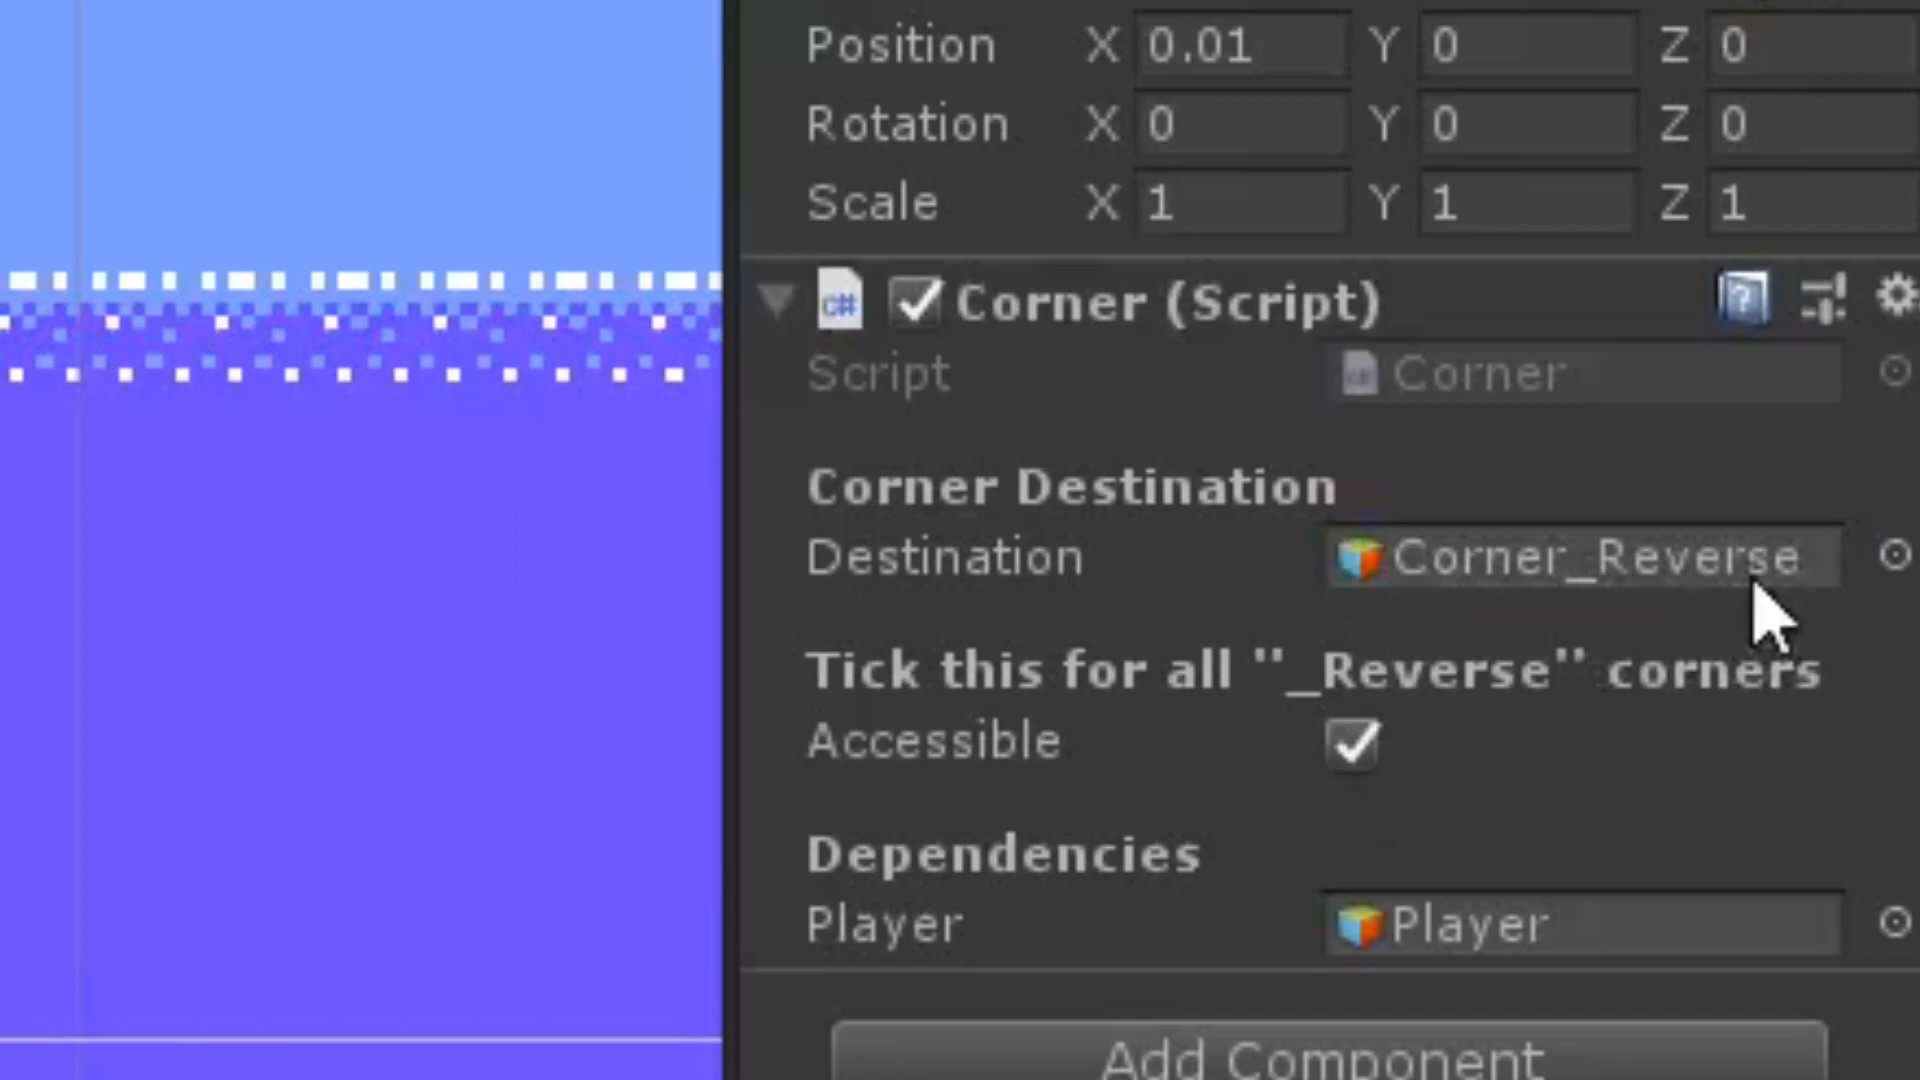 Position X 0.01 Y 0 Z 0
Rotation X 0 Y 0 Z 0
Scale X 1 Y 1 Z 1
c# Corner (Script)
Script Corner
Corner Destination
Destination Corner_Reverse
Tick this for all "_Reverse" corners
Accessible
Dependencies
Player Player
Add Component